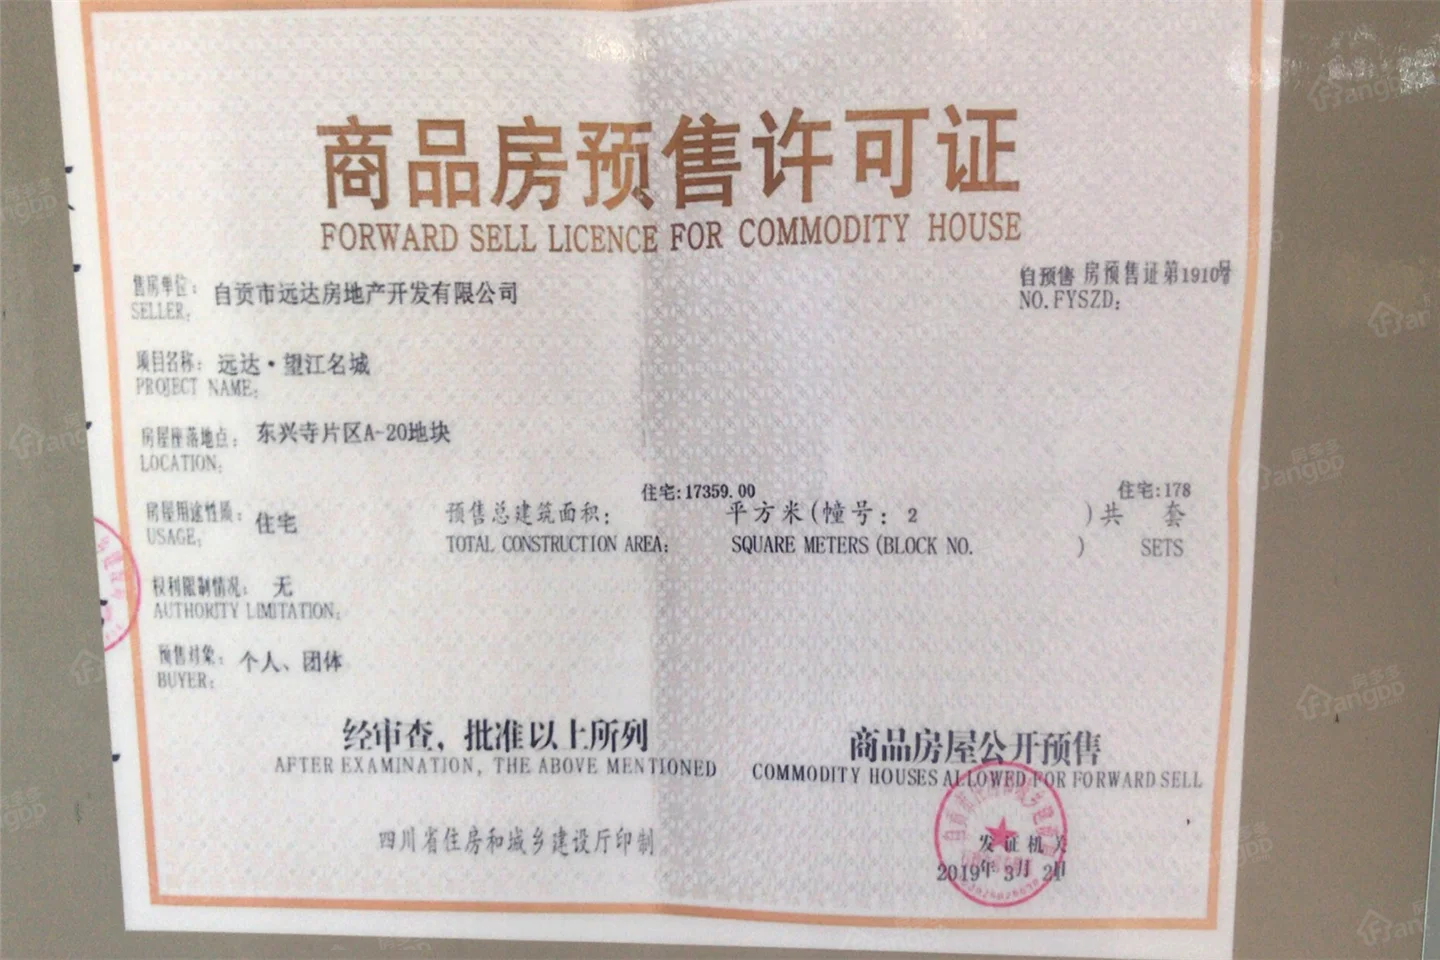 商品房预售许可证
FORWARD SELL LICENCE FOR COMMODITY HOUSE
售房单位: 自贡市远达房地产开发有限公司
SELLER:
自预售 房预售证第1910号
NO.FYSZD:
项目名称: 远达·望江名城
PROJECT NAME:
房屋座落地点: 东兴寺片区A-20地块
LOCATION:
住宅:17359.00 住宅:178
房屋用途性质: 住宅 预售总建筑面积: 平方米(幢号: 2 )共 套
USAGE: TOTAL CONSTRUCTION AREA: SQUARE METERS (BLOCK NO. ) SETS
权利限制情况: 无
AUTHORITY LIMITATION:
预售对象: 个人、团体
BUYER:
经审查，批准以上所列 商品房屋公开预售
AFTER EXAMINATION, THE ABOVE MENTIONED COMMODITY HOUSES ALLOWED FOR FORWARD SELL
四川省住房和城乡建设厅印制
发证机关
2019年3月21日
房多多
angDD